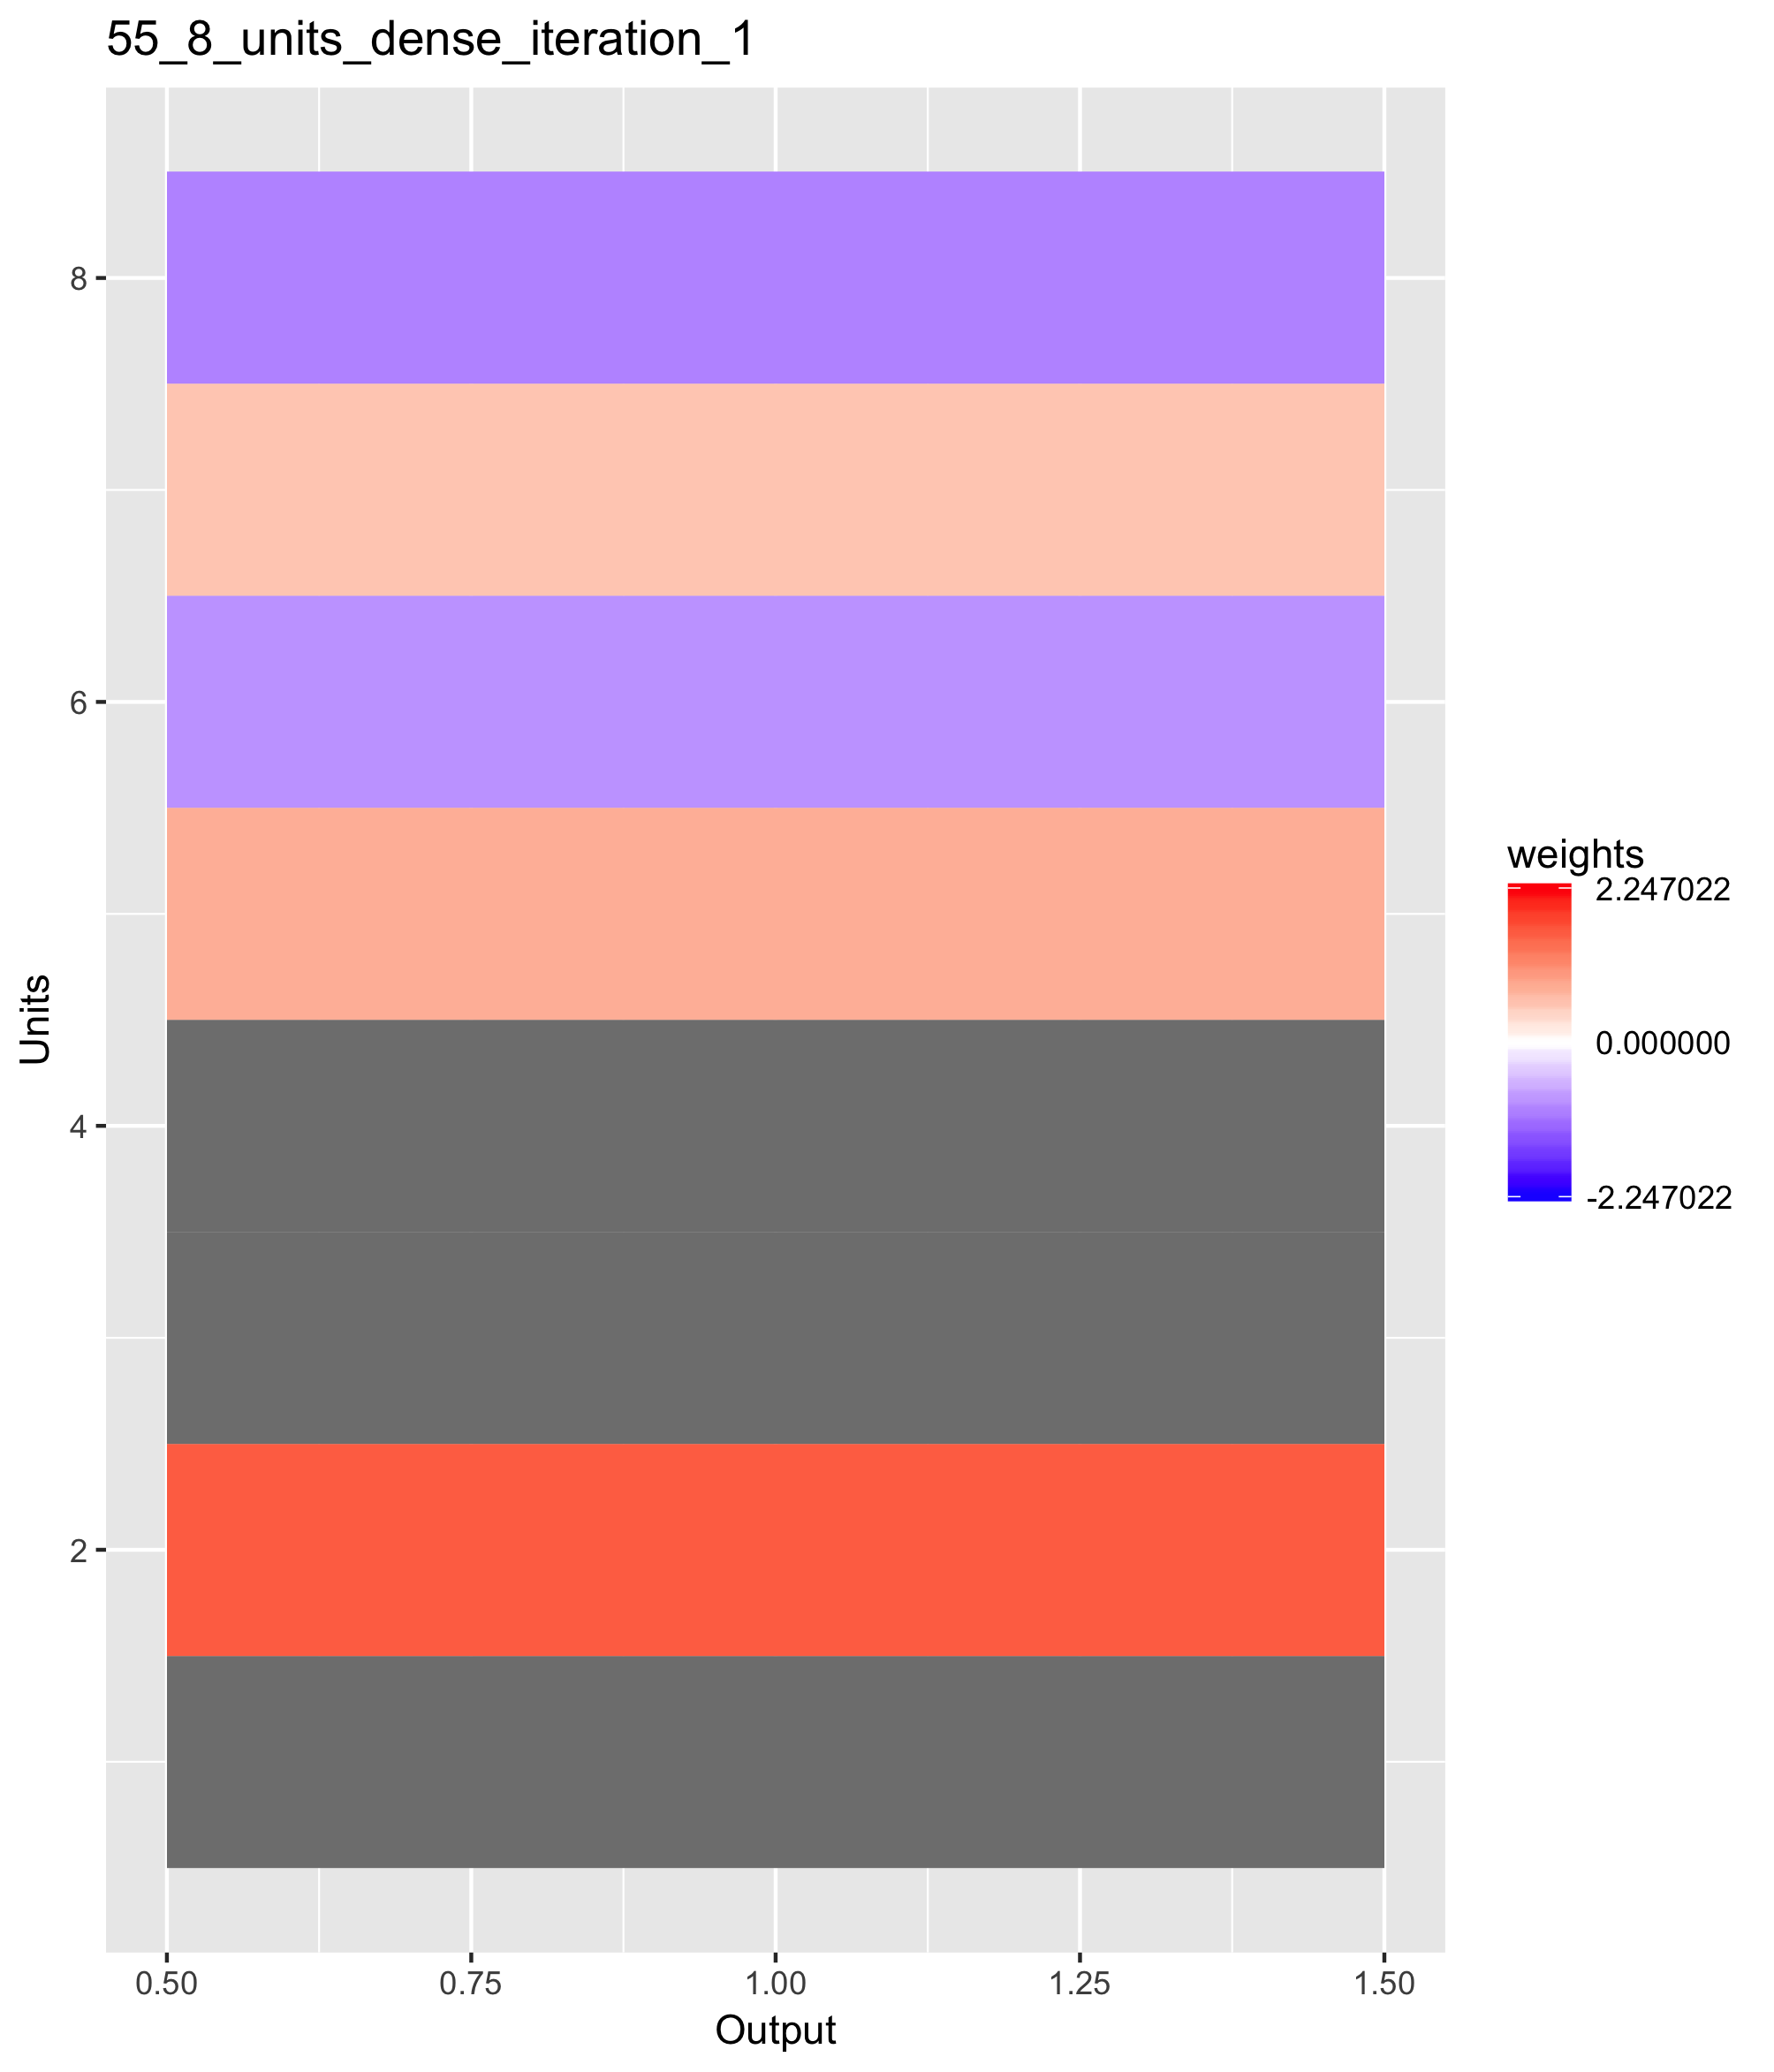 55_8_units_dense_iteration_1
8
6
4
2
Units
0.50 0.75 1.00 1.25 1.50
Output
weights
2.247022
0.000000
-2.247022